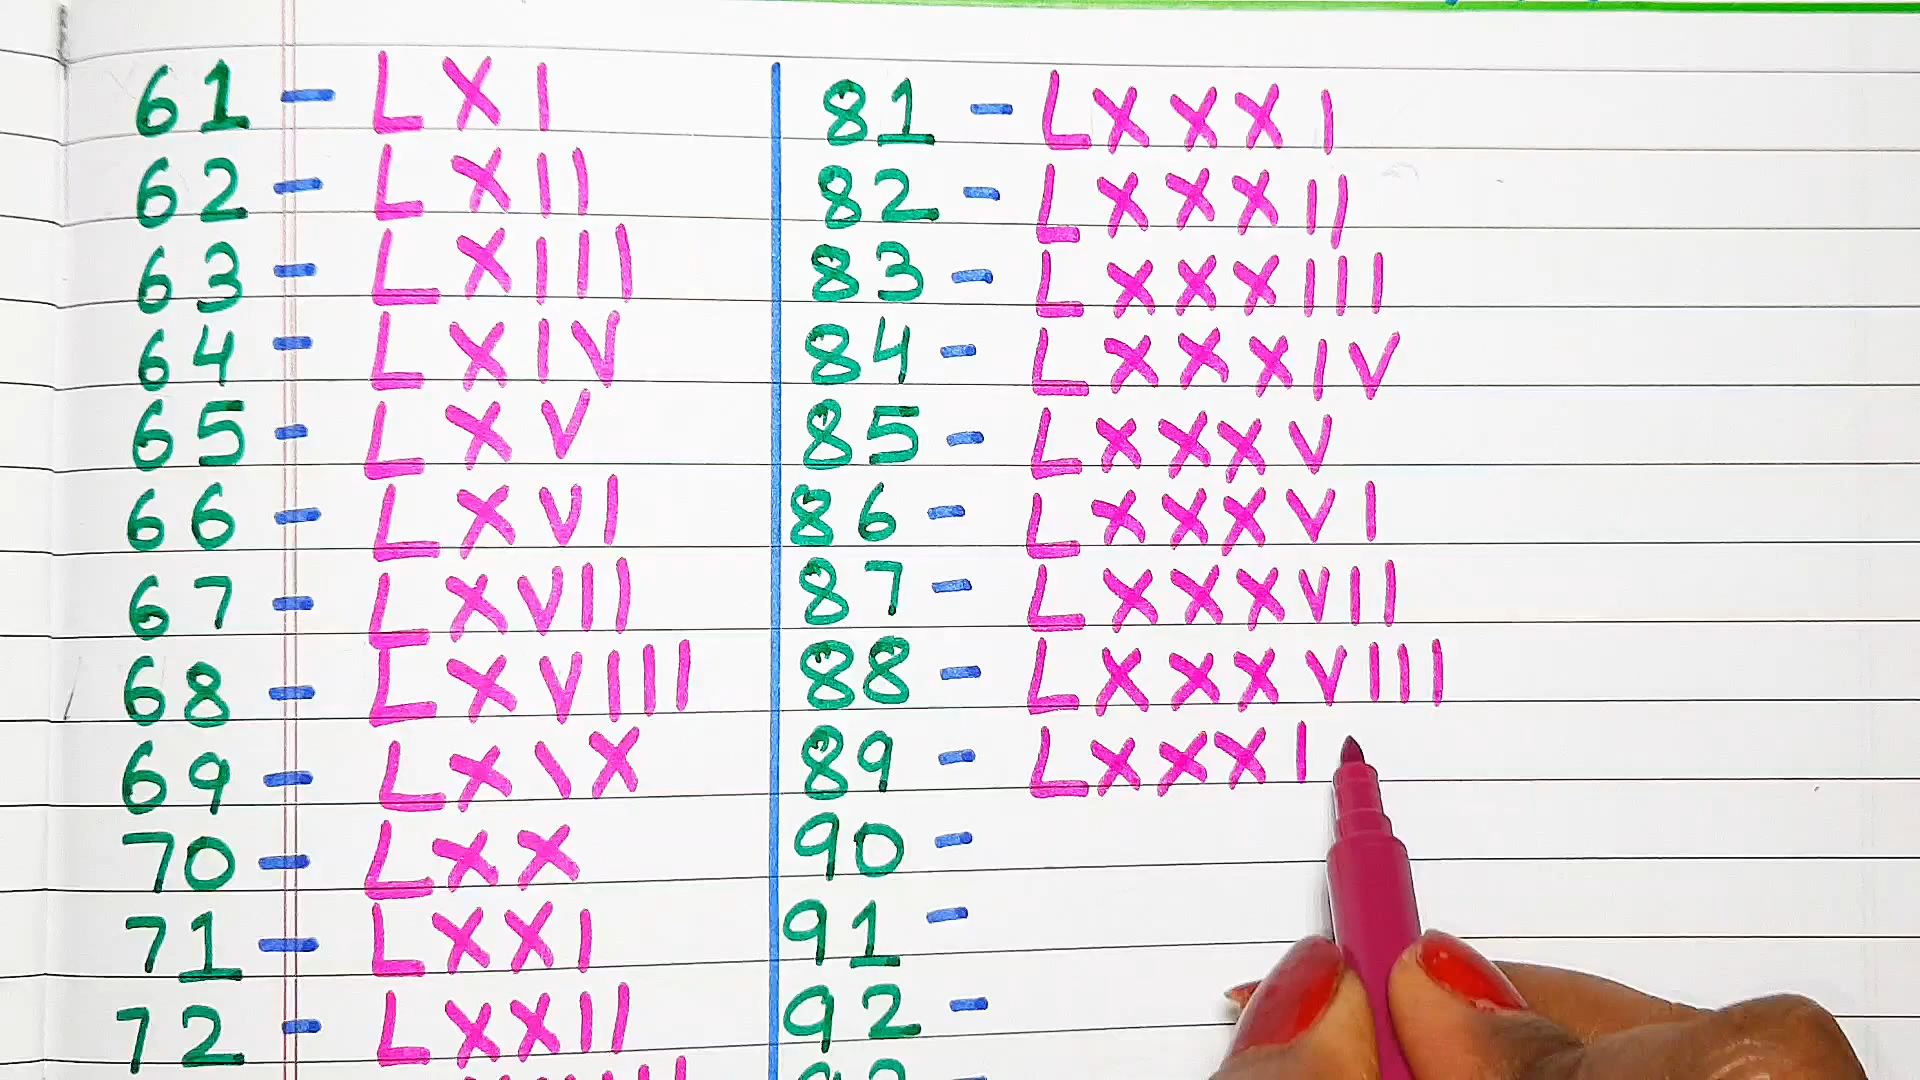 61 - LXI
62 - LXII
63 - LXIII
64 - LXIV
65 - LXV
66 - LXVI
67 - LXVII
68 - LXVIII
69 - LXIX
70 - LXX
71 - LXXI
72 - LXXII
81 - LXXXI
82 - LXXXII
83 - LXXXIII
84 - LXXXIV
85 - LXXXV
86 - LXXXVI
87 - LXXXVII
88 - LXXXVIII
89 - LXXXI
90 -
91 -
92 -